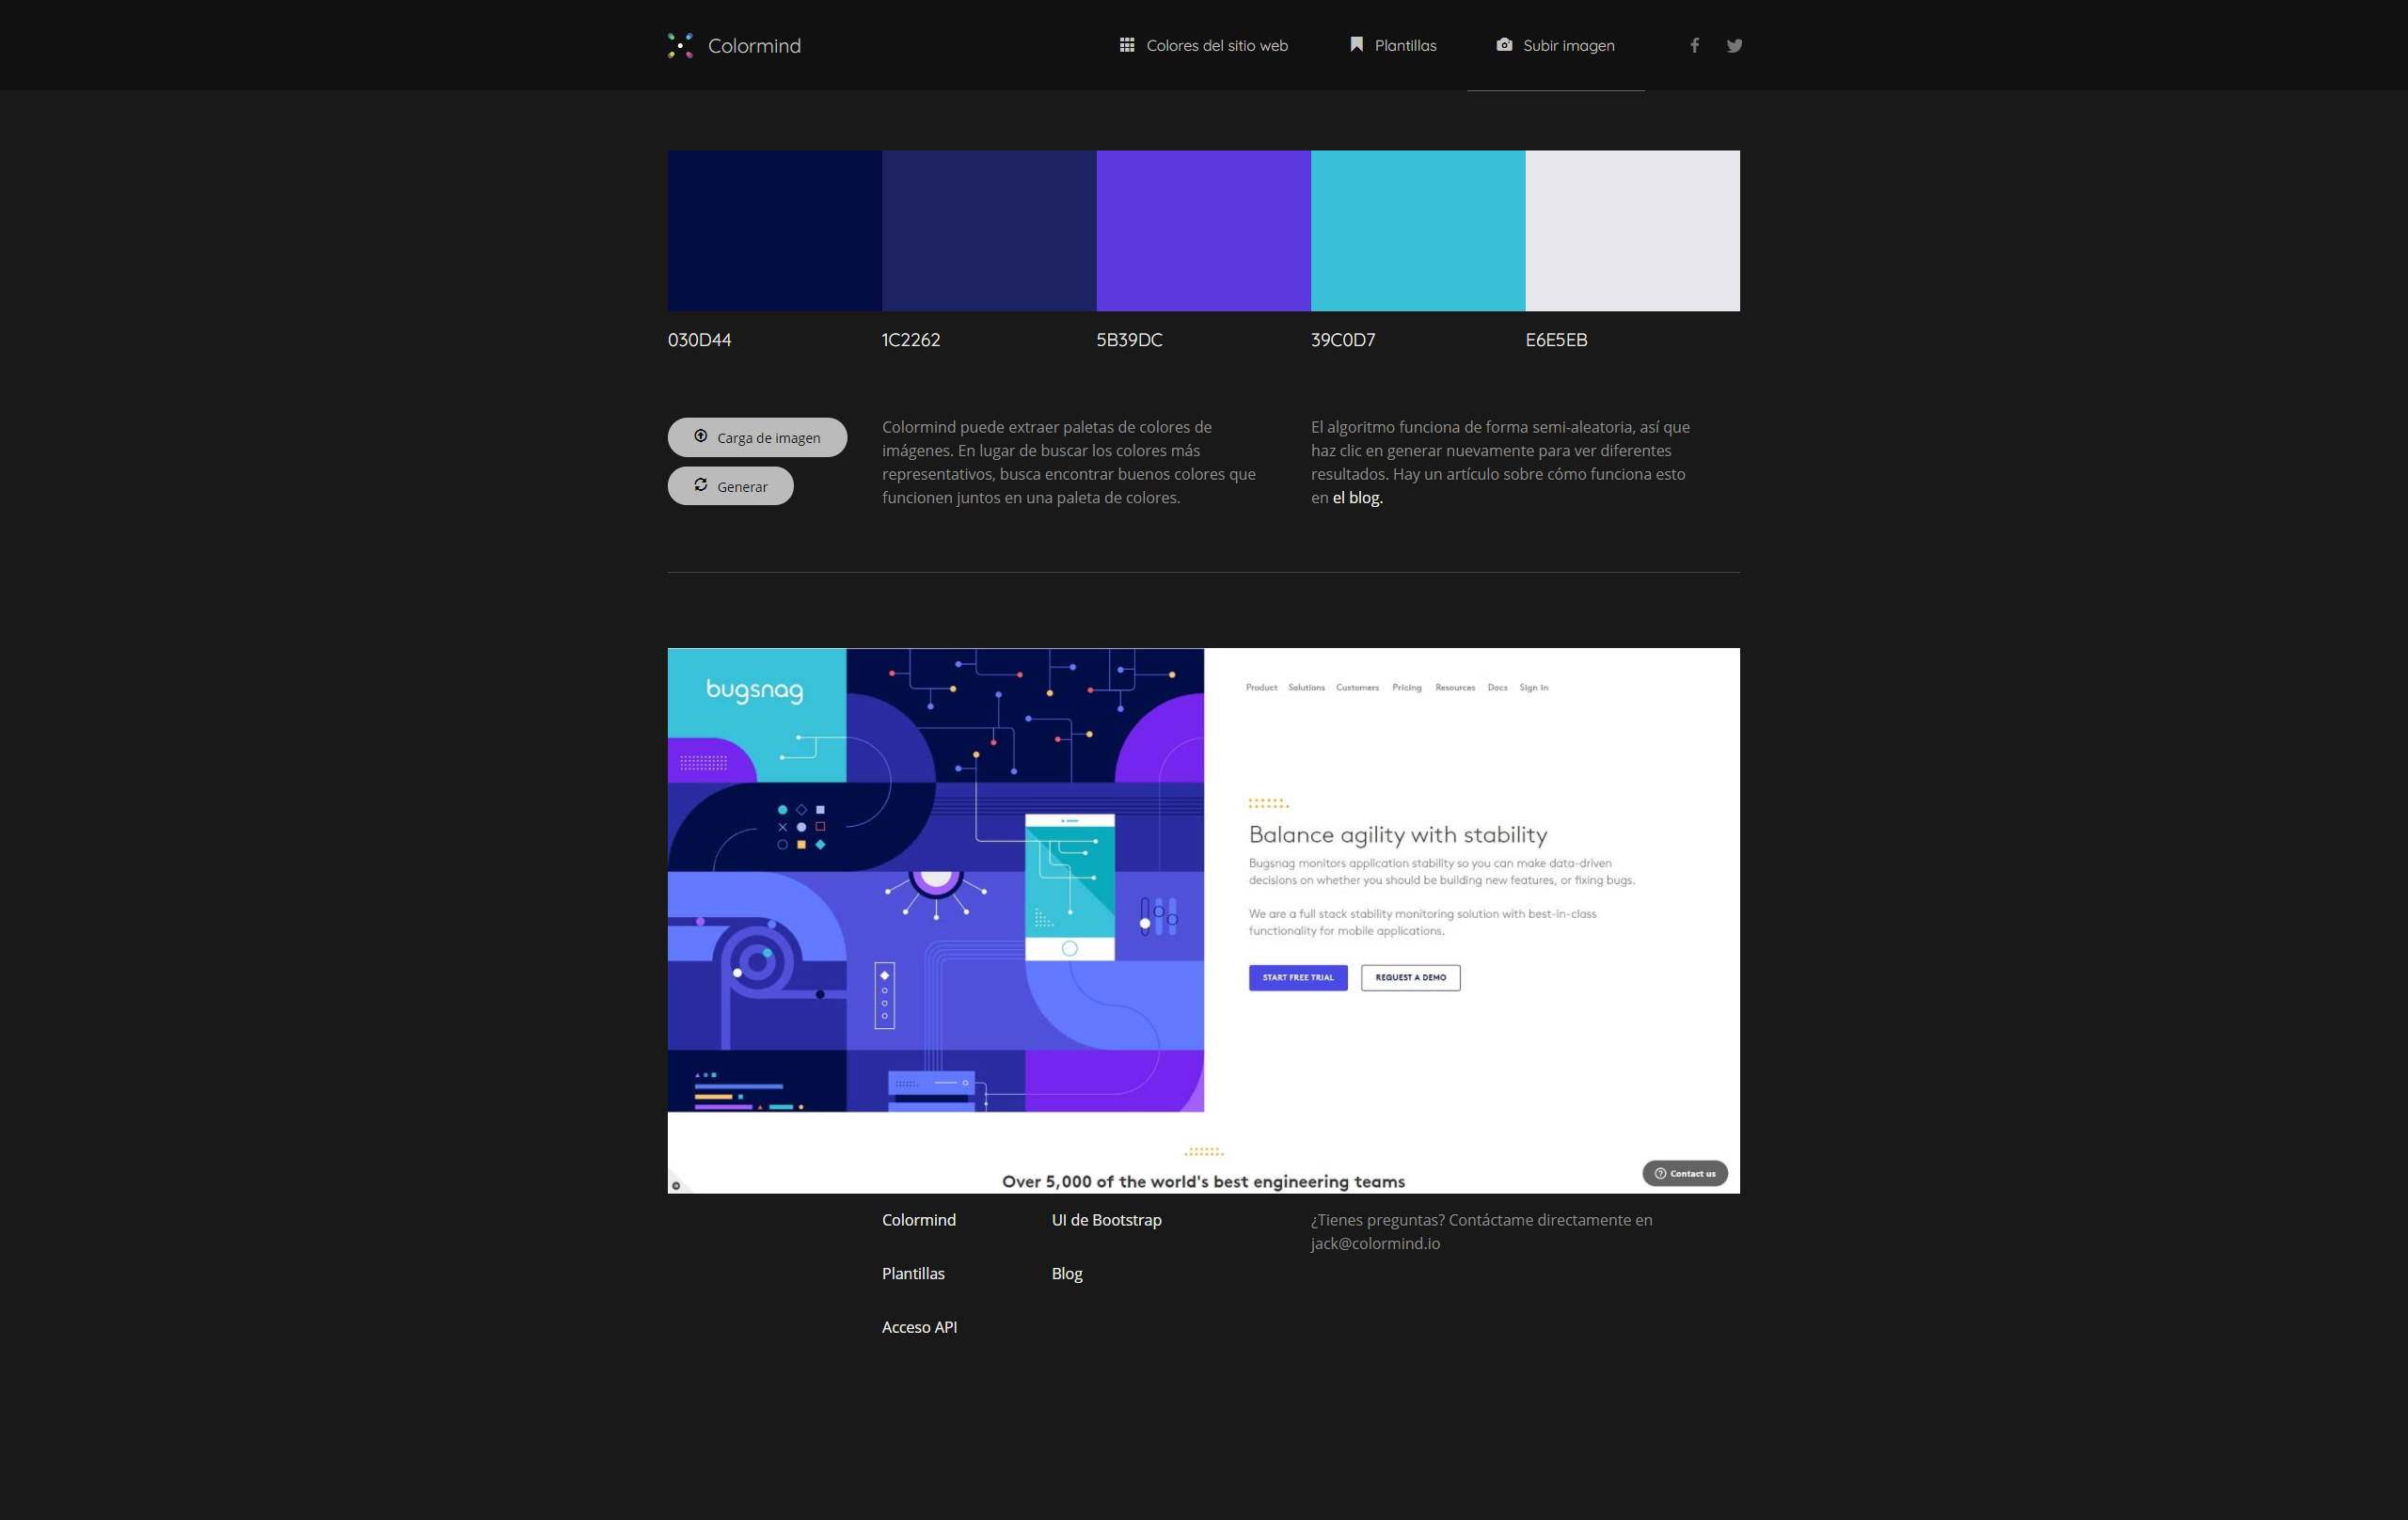 Colormind
Colores del sitio web
Plantillas
Subir imagen
030D44
1C2262
5B39DC
39C0D7
E6E5EB
Carga de imagen
Generar
Colormind puede extraer paletas de colores de
imágenes. En lugar de buscar los colores más
representativos, busca encontrar buenos colores que
funcionen juntos en una paleta de colores.
El algoritmo funciona de forma semi-aleatoria, así que
haz clic en generar nuevamente para ver diferentes
resultados. Hay un artículo sobre cómo funciona esto
en el blog.
bugsnag
Product Solutions Customers Pricing Resources Docs Sign in
Balance agility with stability
Bugsnag monitors application stability so you can make data-driven
decisions on whether you should be building new features, or fixing bugs.
We are a full stack stability monitoring solution with best-in-class
functionality for mobile applications.
START FREE TRIAL
REQUEST A DEMO
Over 5,000 of the world's best engineering teams
Contact us
Colormind
Plantillas
Acceso API
UI de Bootstrap
Blog
¿Tienes preguntas? Contáctame directamente en
jack@colormind.io